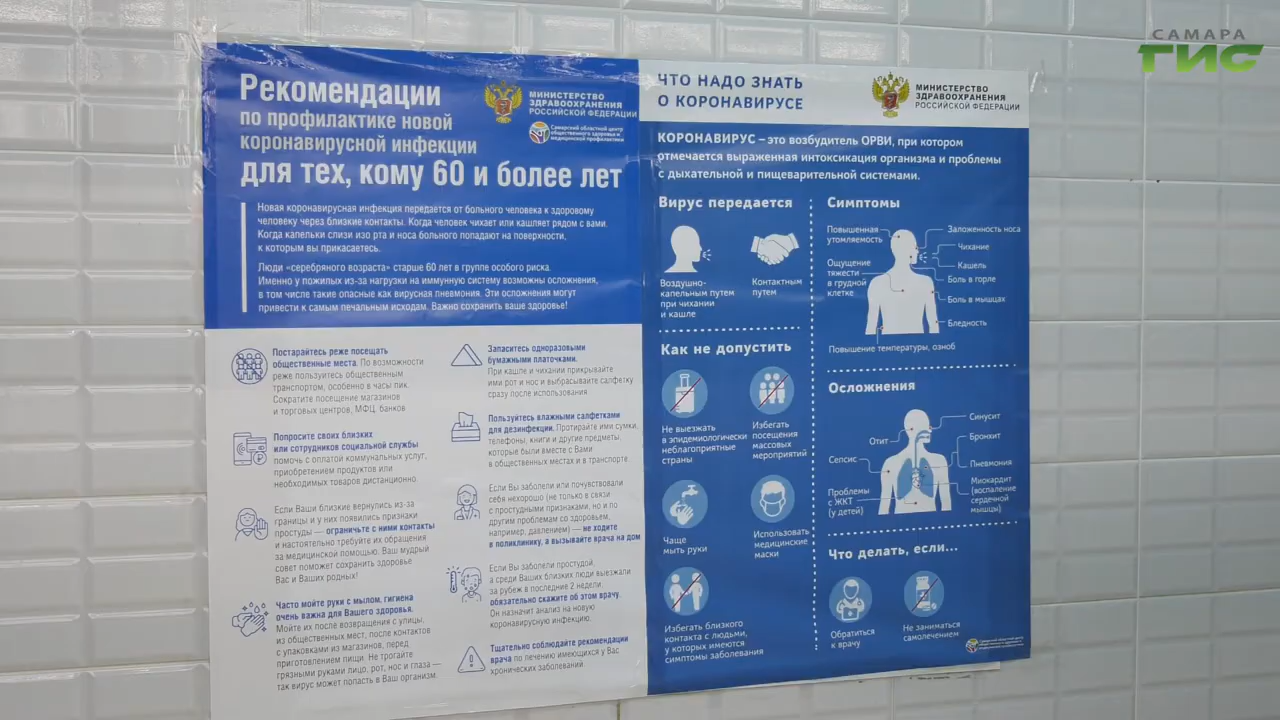 САМАРА
ГИС
Рекомендации
по профилактике новой
коронавирусной инфекции
для тех, кому 60 и более лет
МИНИСТЕРСТВО
ЗДРАВООХРАНЕНИЯ
РОССИЙСКОЙ ФЕДЕРАЦИИ
Самарский областной центр
общественного здоровья и
медицинской профилактики
Новая коронавирусная инфекция передается от больного человека к здоровому
человеку через близкие контакты. Когда человек чихает или кашляет рядом с вами.
Когда капельки слизи изо рта и носа больного попадают на поверхности,
к которым вы прикасаетесь.
Люди «серебряного возраста» старше 60 лет в группе особого риска.
Именно у пожилых из-за нагрузки на иммунную систему возможны осложнения,
в том числе такие опасные как вирусная пневмония. Эти осложнения могут
привести к самым печальным исходам. Важно сохранить ваше здоровье!
Постарайтесь реже посещать
общественные места. По возможности
реже пользуйтесь общественным
транспортом, особенно в часы пик.
Сократите посещение магазинов
и торговых центров, МФЦ, банков
Попросите своих близких
или сотрудников социальной службы
помочь с оплатой коммунальных услуг,
приобретением продуктов или
необходимых товаров дистанционно.
Если Ваши близкие вернулись из-за
границы и у них появились признаки
простуды — ограничьте с ними контакты
и настоятельно требуйте их обращения
за медицинской помощью. Ваш мудрый
совет поможет сохранить здоровье
Вас и Ваших родных!
Часто мойте руки с мылом, гигиена
очень важна для Вашего здоровья.
Мойте их после возвращения с улицы,
из общественных мест, после контактов
с упаковками из магазинов, перед
приготовлением пищи. Не трогайте
грязными руками лицо, рот, нос и глаза —
так вирус может попасть в Ваш организм.
Запаситесь одноразовыми
бумажными платочками.
При кашле и чихании прикрывайте
ими рот и нос и выбрасывайте салфетку
сразу после использования
Пользуйтесь влажными салфетками
для дезинфекции. Протирайте ими сумки,
телефоны, книги и другие предметы,
которые были вместе с Вами
в общественных местах и в транспорте.
Если Вы заболели или почувствовали
себя нехорошо (не только в связи
с простудными признаками, но и по
другим проблемам со здоровьем,
например, давлением) — не ходите
в поликлинику, а вызывайте врача на дом
Если Вы заболели простудой,
а среди Ваших близких люди выезжали
за рубеж в последние 2 недели,
обязательно скажите об этом врачу.
Он назначит анализ на новую
коронавирусную инфекцию.
Тщательно соблюдайте рекомендации
врача по лечению имеющихся у Вас
хронических заболеваний.
ЧТО НАДО ЗНАТЬ
О КОРОНАВИРУСЕ
МИНИСТЕРСТВО
ЗДРАВООХРАНЕНИЯ
РОССИЙСКОЙ ФЕДЕРАЦИИ
КОРОНАВИРУС – это возбудитель ОРВИ, при котором
отмечается выраженная интоксикация организма и проблемы
с дыхательной и пищеварительной системами.
Вирус передается
Воздушно-
капельным путем
при чихании
и кашле
Контактным
путем
Как не допустить
Не выезжать
в эпидемиологически
неблагоприятные
страны
Избегать
посещения
массовых
мероприятий
Чаще
мыть руки
Использовать
медицинские
маски
Избегать близкого
контакта с людьми,
у которых имеются
симптомы заболевания
Симптомы
Повышенная
утомляемость
Ощущение
тяжести
в грудной
клетке
Заложенность носа
Чихание
Кашель
Боль в горле
Боль в мышцах
Бледность
Повышение температуры, озноб
Осложнения
Отит
Сепсис
Проблемы
с ЖКТ
(у детей)
Синусит
Бронхит
Пневмония
Миокардит
(воспаление
сердечной
мышцы)
Что делать, если...
Обратиться
к врачу
Не заниматься
самолечением